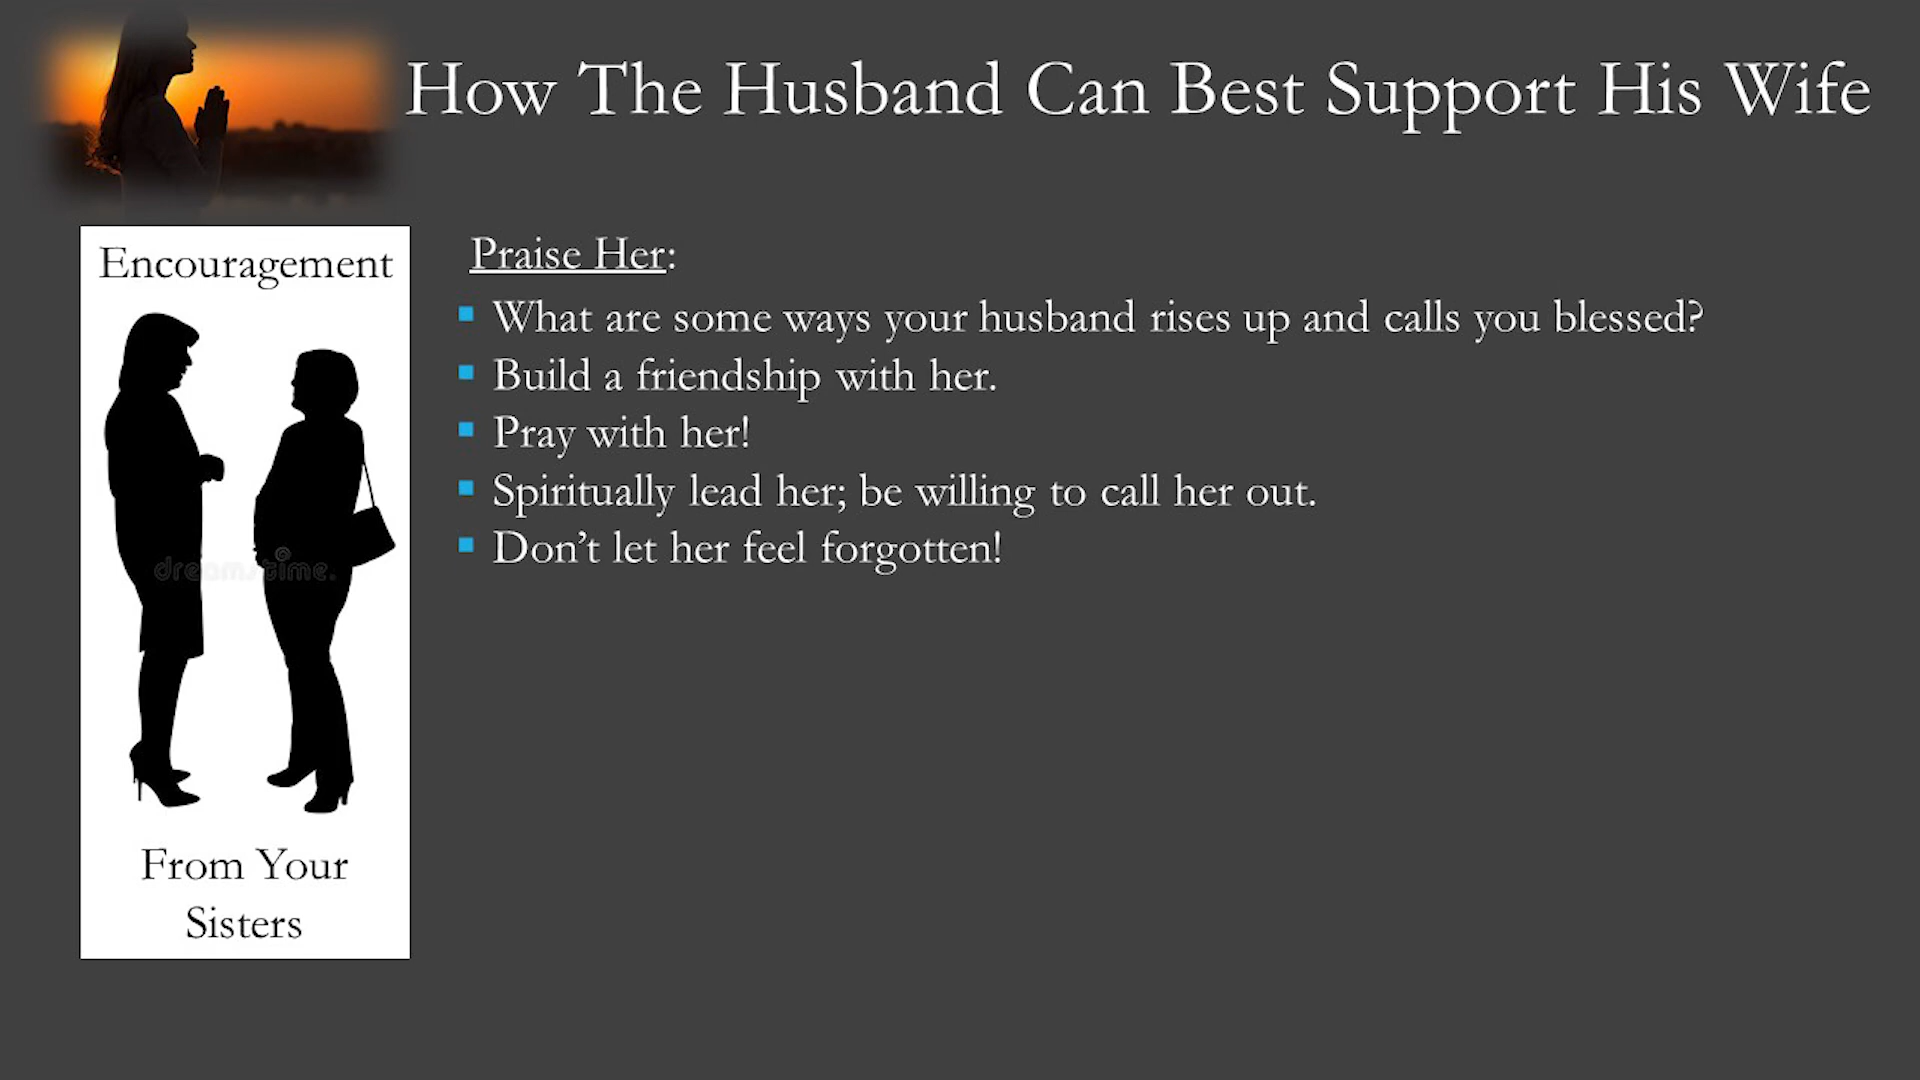 How The Husband Can Best Support His Wife
Encouragement
dreamstime.
From Your
Sisters
Praise Her:
What are some ways your husband rises up and calls you blessed?
Build a friendship with her.
Pray with her!
Spiritually lead her; be willing to call her out.
Don’t let her feel forgotten!